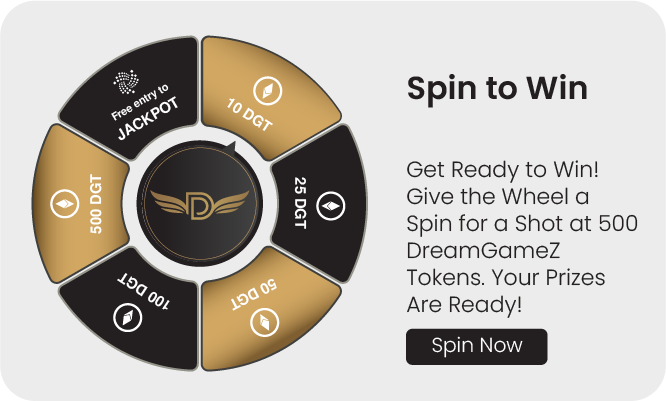 Free entry to
JACKPOT
10 DGT
25 DGT
50 DGT
100 DGT
500 DGT
D
Spin to Win
Get Ready to Win!
Give the Wheel a
Spin for a Shot at 500
DreamGameZ
Tokens. Your Prizes
Are Ready!
Spin Now